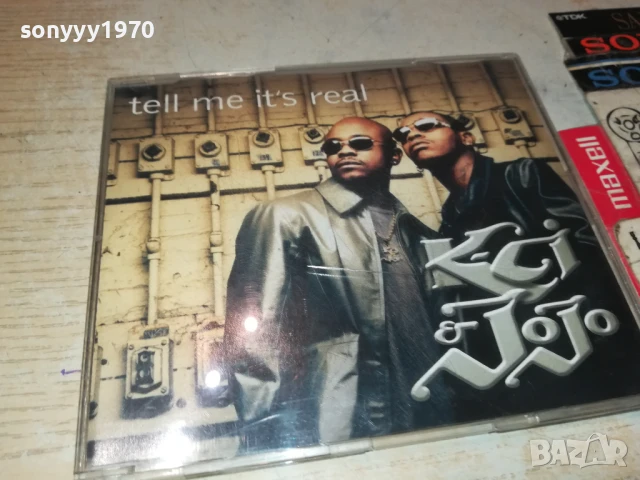 sonyyy1970
tell me it's real
K-Ci
& JoJo
TDK
SO
SO
maxell
BAZAR